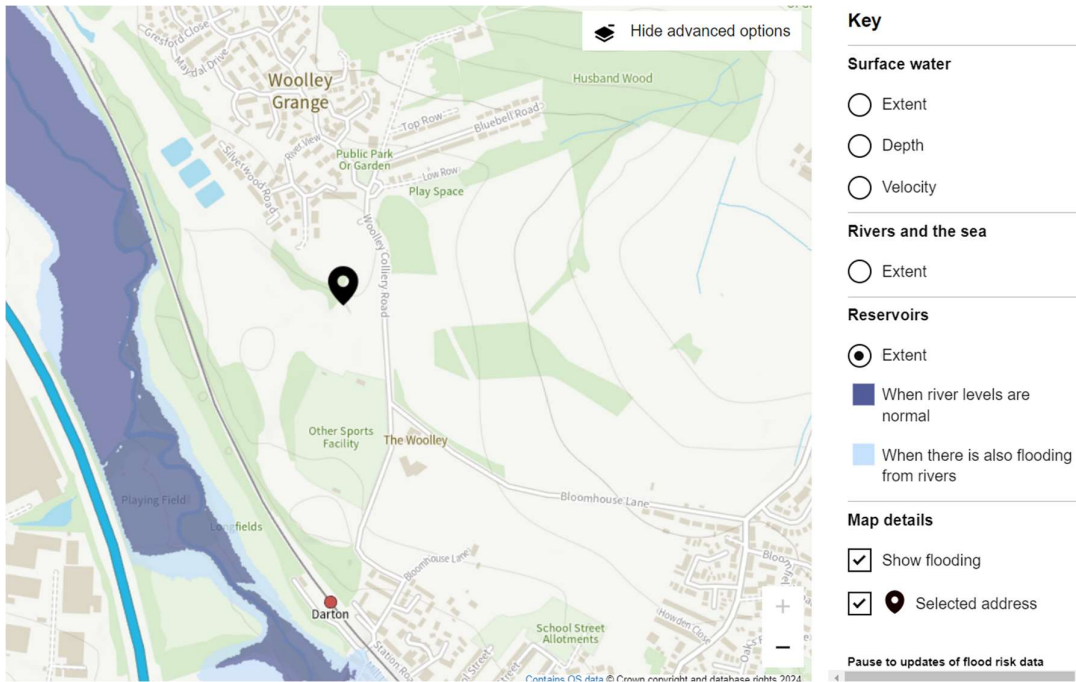 Gresford Close
May-dal Drive
Woolley
Grange
Hide advanced options
Husband Wood
Top Row
Bluebell Road
River View
Public Park
Or Garden
Low Row
Play Space
Silverwood Road
Woolley Colliery Road
Other Sports
Facility
The Woolley
Playing Field
Longfields
Bloomhouse Lane
Bloomhouse Lane
Darton
Station Road
School Street
Allotments
Howden Close
Street
Street
+
−
Contains OS data © Crown copyright and database rights 2024
Key
Surface water
Extent
Depth
Velocity
Rivers and the sea
Extent
Reservoirs
Extent
When river levels are
normal
When there is also flooding
from rivers
Map details
Show flooding
Selected address
Pause to updates of flood risk data